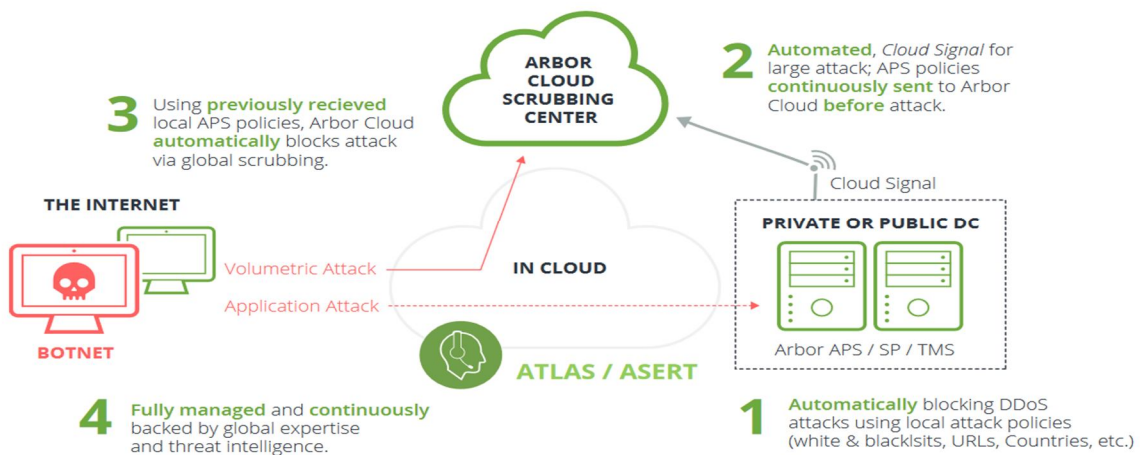 ARBOR
CLOUD
SCRUBBING
CENTER
2
Automated, Cloud Signal for
large attack; APS policies
continuously sent to Arbor
Cloud before attack.
3
Using previously recieved
local APS policies, Arbor Cloud
automatically blocks attack
via global scrubbing.
Cloud Signal
THE INTERNET
PRIVATE OR PUBLIC DC
Volumetric Attack
IN CLOUD
Application Attack
BOTNET
Arbor APS / SP / TMS
ATLAS / ASERT
4
Fully managed and continuously
backed by global expertise
and threat intelligence.
1
Automatically blocking DDoS
attacks using local attack policies
(white & blacklsits, URLs, Countries, etc.)